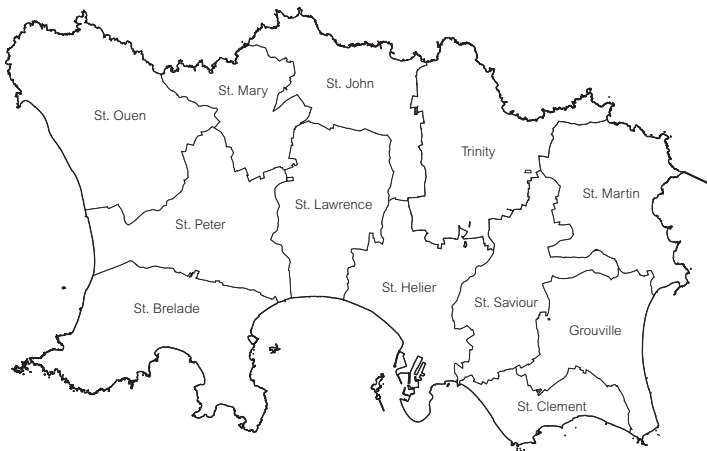 St. John
St. Mary
St. Ouen
Trinity
St. Martin
St. Lawrence
St. Peter
St. Helier
St. Saviour
St. Brelade
Grouville
St. Clement